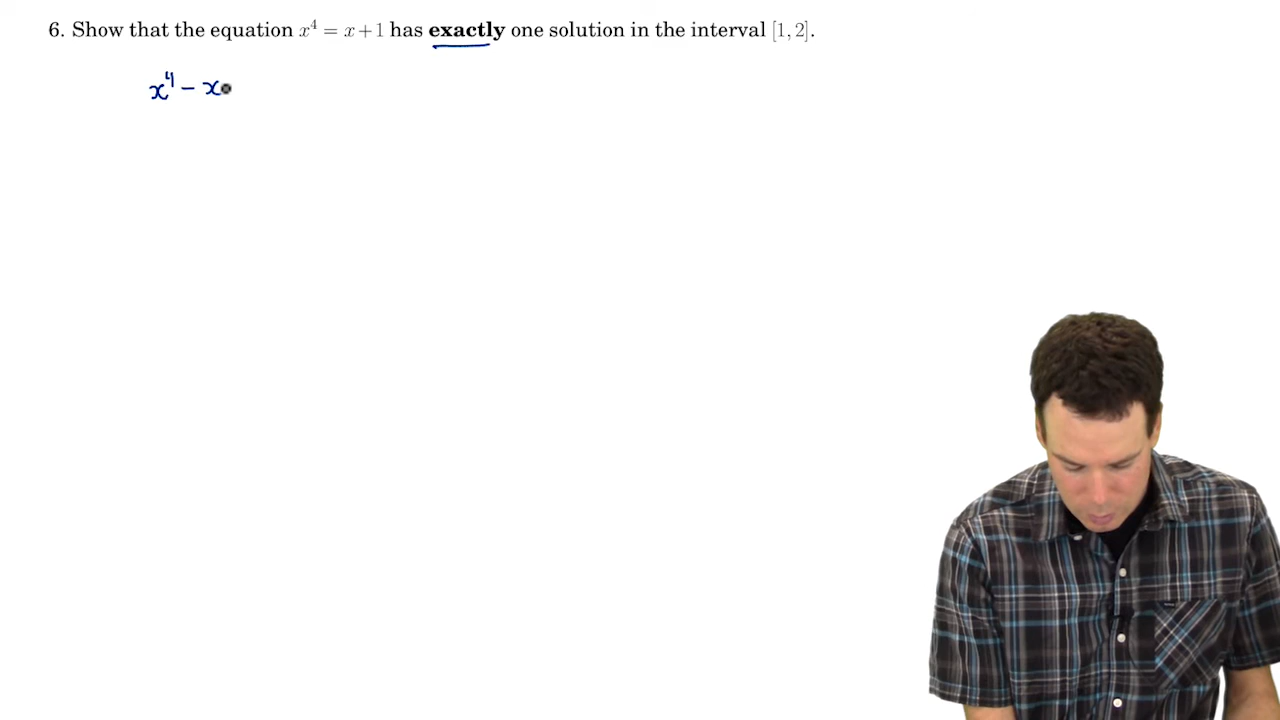 6. Show that the equation x⁴ = x + 1 has exactly one solution in the interval [1, 2].
x⁴ − x